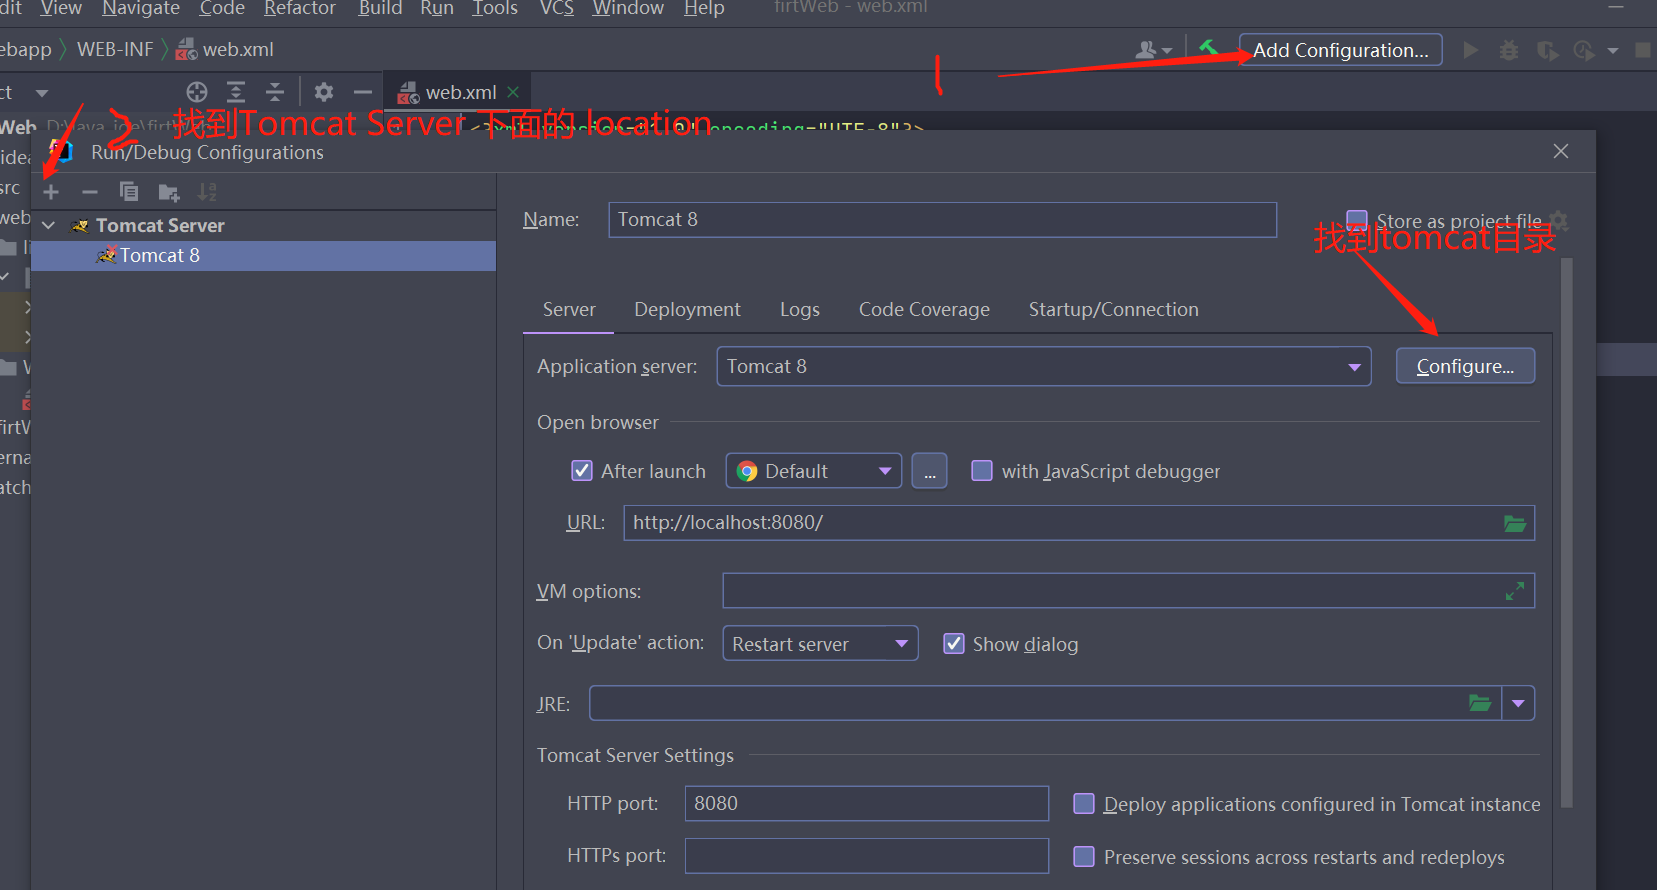 dit View Navigate Code Refactor Build Run Tools VCS Window Help firtWeb - web.xml
ebapp WEB-INF web.xml Add Configuration...
1
ct web.xml
2 找到Tomcat Server 下面的 location
Web
idea Run/Debug Configurations
src
web Tomcat Server
Tomcat 8
Name: Tomcat 8 Store as project file
找到tomcat目录
Server Deployment Logs Code Coverage Startup/Connection
Application server: Tomcat 8 Configure...
Open browser
After launch Default ... with JavaScript debugger
firtW
erna
atch
URL: http://localhost:8080/
VM options:
On 'Update' action: Restart server Show dialog
JRE:
Tomcat Server Settings
HTTP port: 8080 Deploy applications configured in Tomcat instance
HTTPs port: Preserve sessions across restarts and redeploys